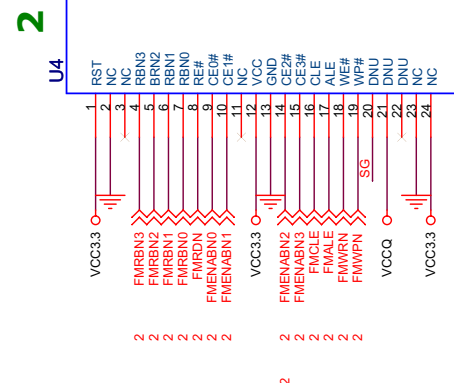 2
U4
RST
NC
NC
RBN3
BRN2
RBN1
RBN0
RE#
CE0#
CE1#
NC
VCC
GND
CE2#
CE3#
CLE
ALE
WE#
WP#
DNU
DNU
DNU
NC
NC
1
2
3
4
5
6
7
8
9
10
11
12
13
14
15
16
17
18
19
20
21
22
23
24
SG
VCC3.3
FMRBN3
FMRBN2
FMRBN1
FMRBN0
FMRDN
FMENABN0
FMENABN1
VCC3.3
FMENABN2
FMENABN3
FMCLE
FMALE
FMWRN
FMWPN
VCCQ
VCC3.3
2
2
2
2
2
2
2
2
2
2
2
2
2